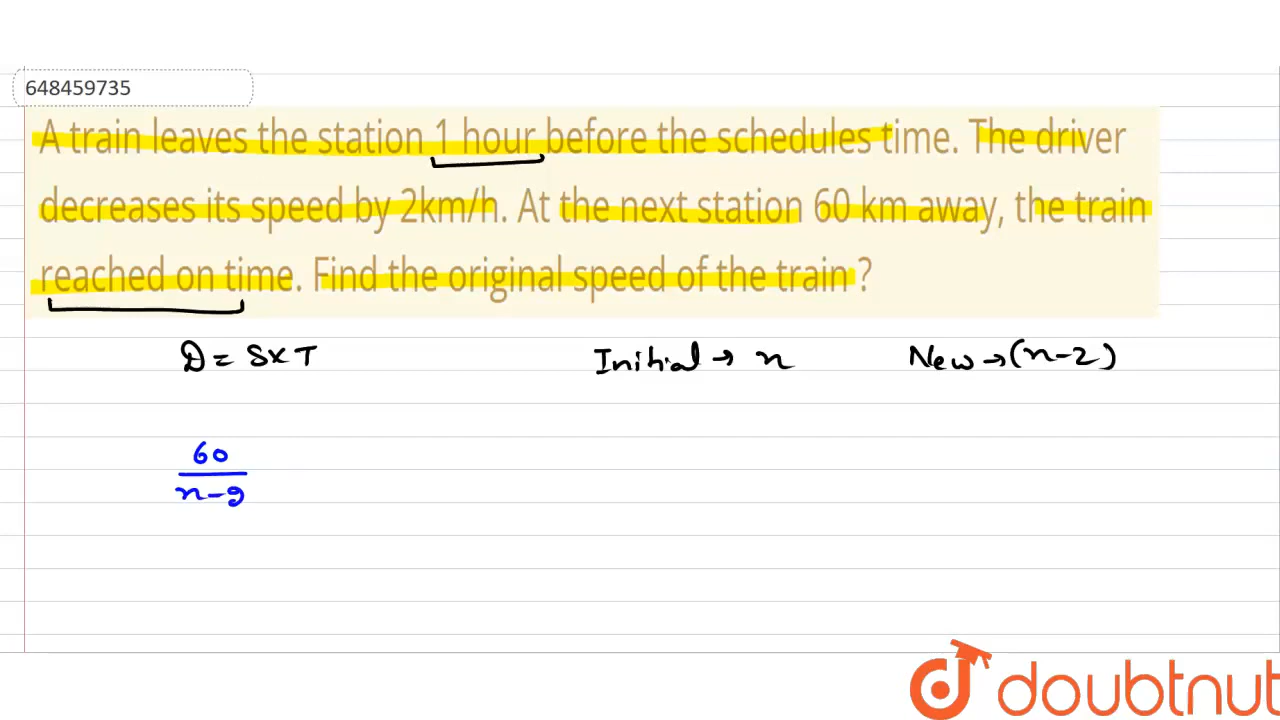 648459735
A train leaves the station 1 hour before the schedules time. The driver
decreases its speed by 2km/h. At the next station 60 km away, the train
reached on time. Find the original speed of the train ?
D = S x T Initial → x New → (x-2)
60
x-2
doubtnut